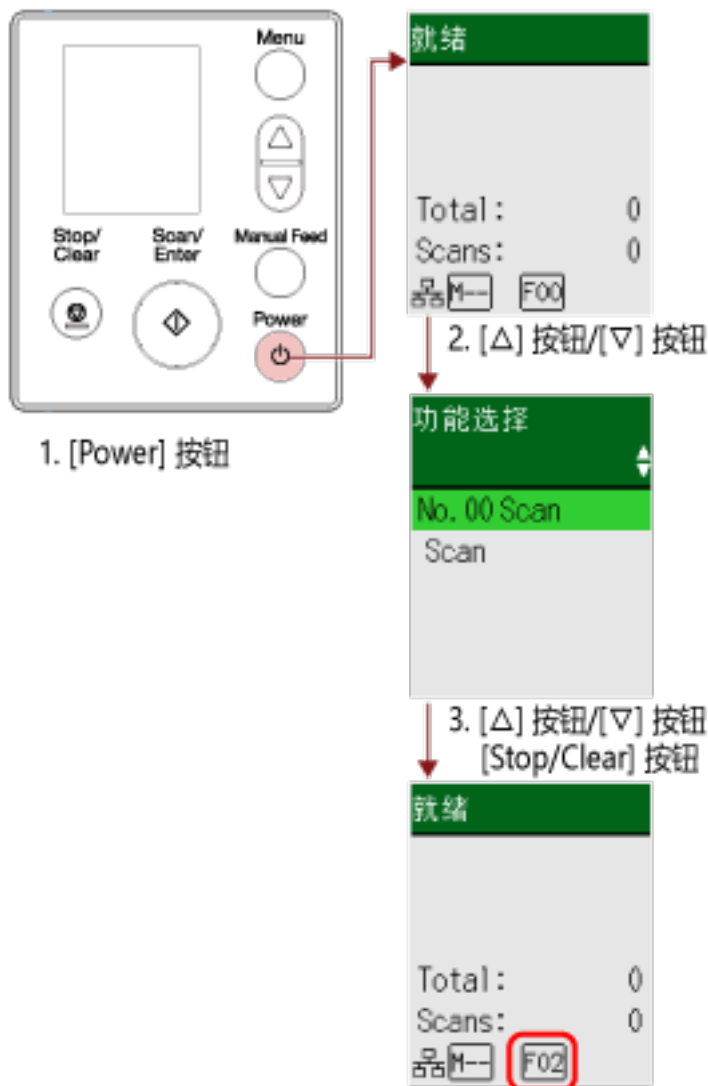 Menu
Stop/
Clear
Scan/
Enter
Manual Feed
Power
1. [Power] 按钮
就绪
Total: 0
Scans: 0
M-- F00
2. [△] 按钮/[▽] 按钮
功能选择
No. 00 Scan
Scan
3. [△] 按钮/[▽] 按钮
[Stop/Clear] 按钮
就绪
Total: 0
Scans: 0
M-- F02